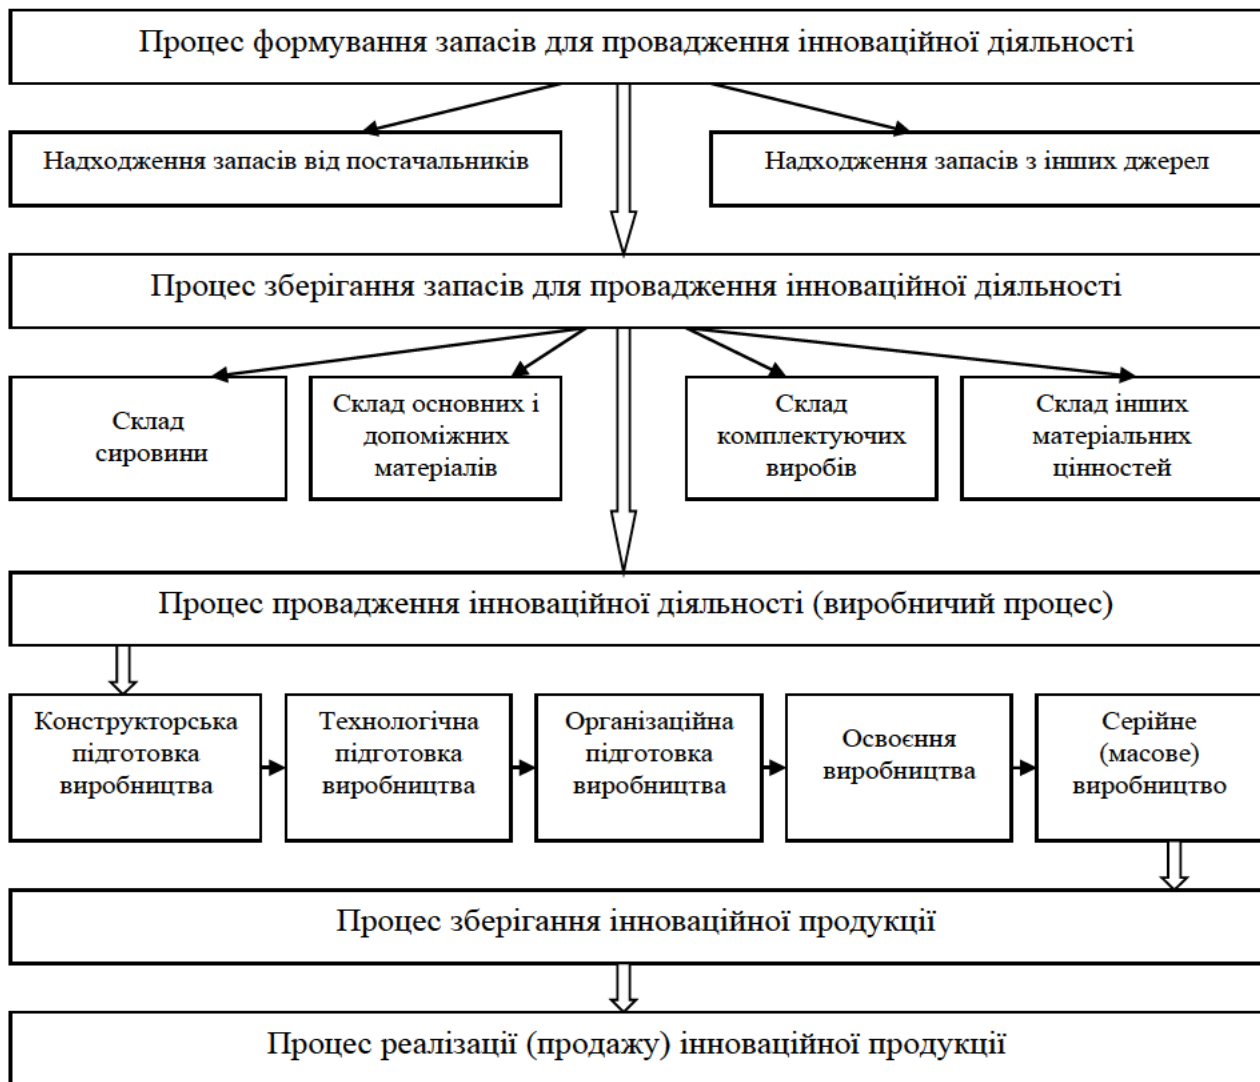 Процес формування запасів для провадження інноваційної діяльності
Надходження запасів від постачальників
Надходження запасів з інших джерел
Процес зберігання запасів для провадження інноваційної діяльності
Склад
сировини
Склад основних і
допоміжних
матеріалів
Склад
комплектуючих
виробів
Склад інших
матеріальних
цінностей
Процес провадження інноваційної діяльності (виробничий процес)
Конструкторська
підготовка
виробництва
Технологічна
підготовка
виробництва
Організаційна
підготовка
виробництва
Освоєння
виробництва
Серійне
(масове)
виробництво
Процес зберігання інноваційної продукції
Процес реалізації (продажу) інноваційної продукції